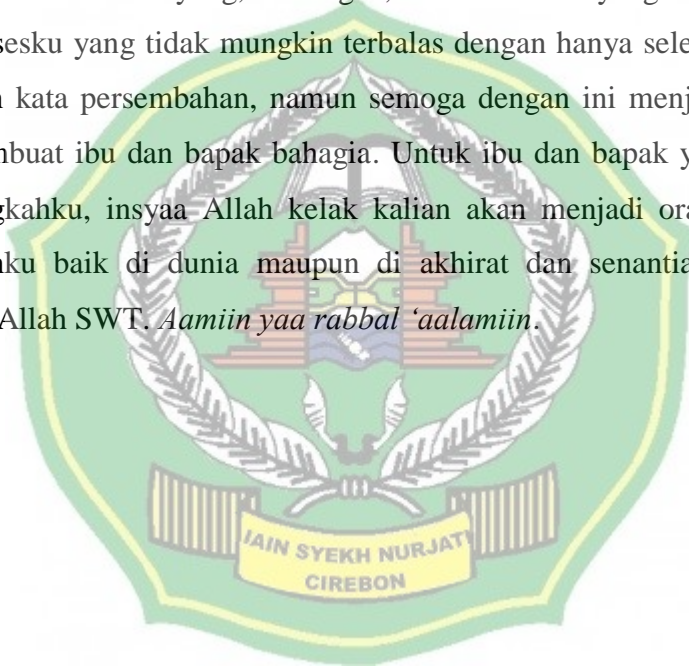 sesku yang tidak mungkin terbalas dengan hanya sele
kata persembahan, namun semoga dengan ini menj
buat ibu dan bapak bahagia. Untuk ibu dan bapak y
gkahku, insyaa Allah kelak kalian akan menjadi ora
ku baik di dunia maupun di akhirat dan senantia
Allah SWT. Aamiin yaa rabbal ‘aalamiin.
IAIN SYEKH NURJATI
CIREBON